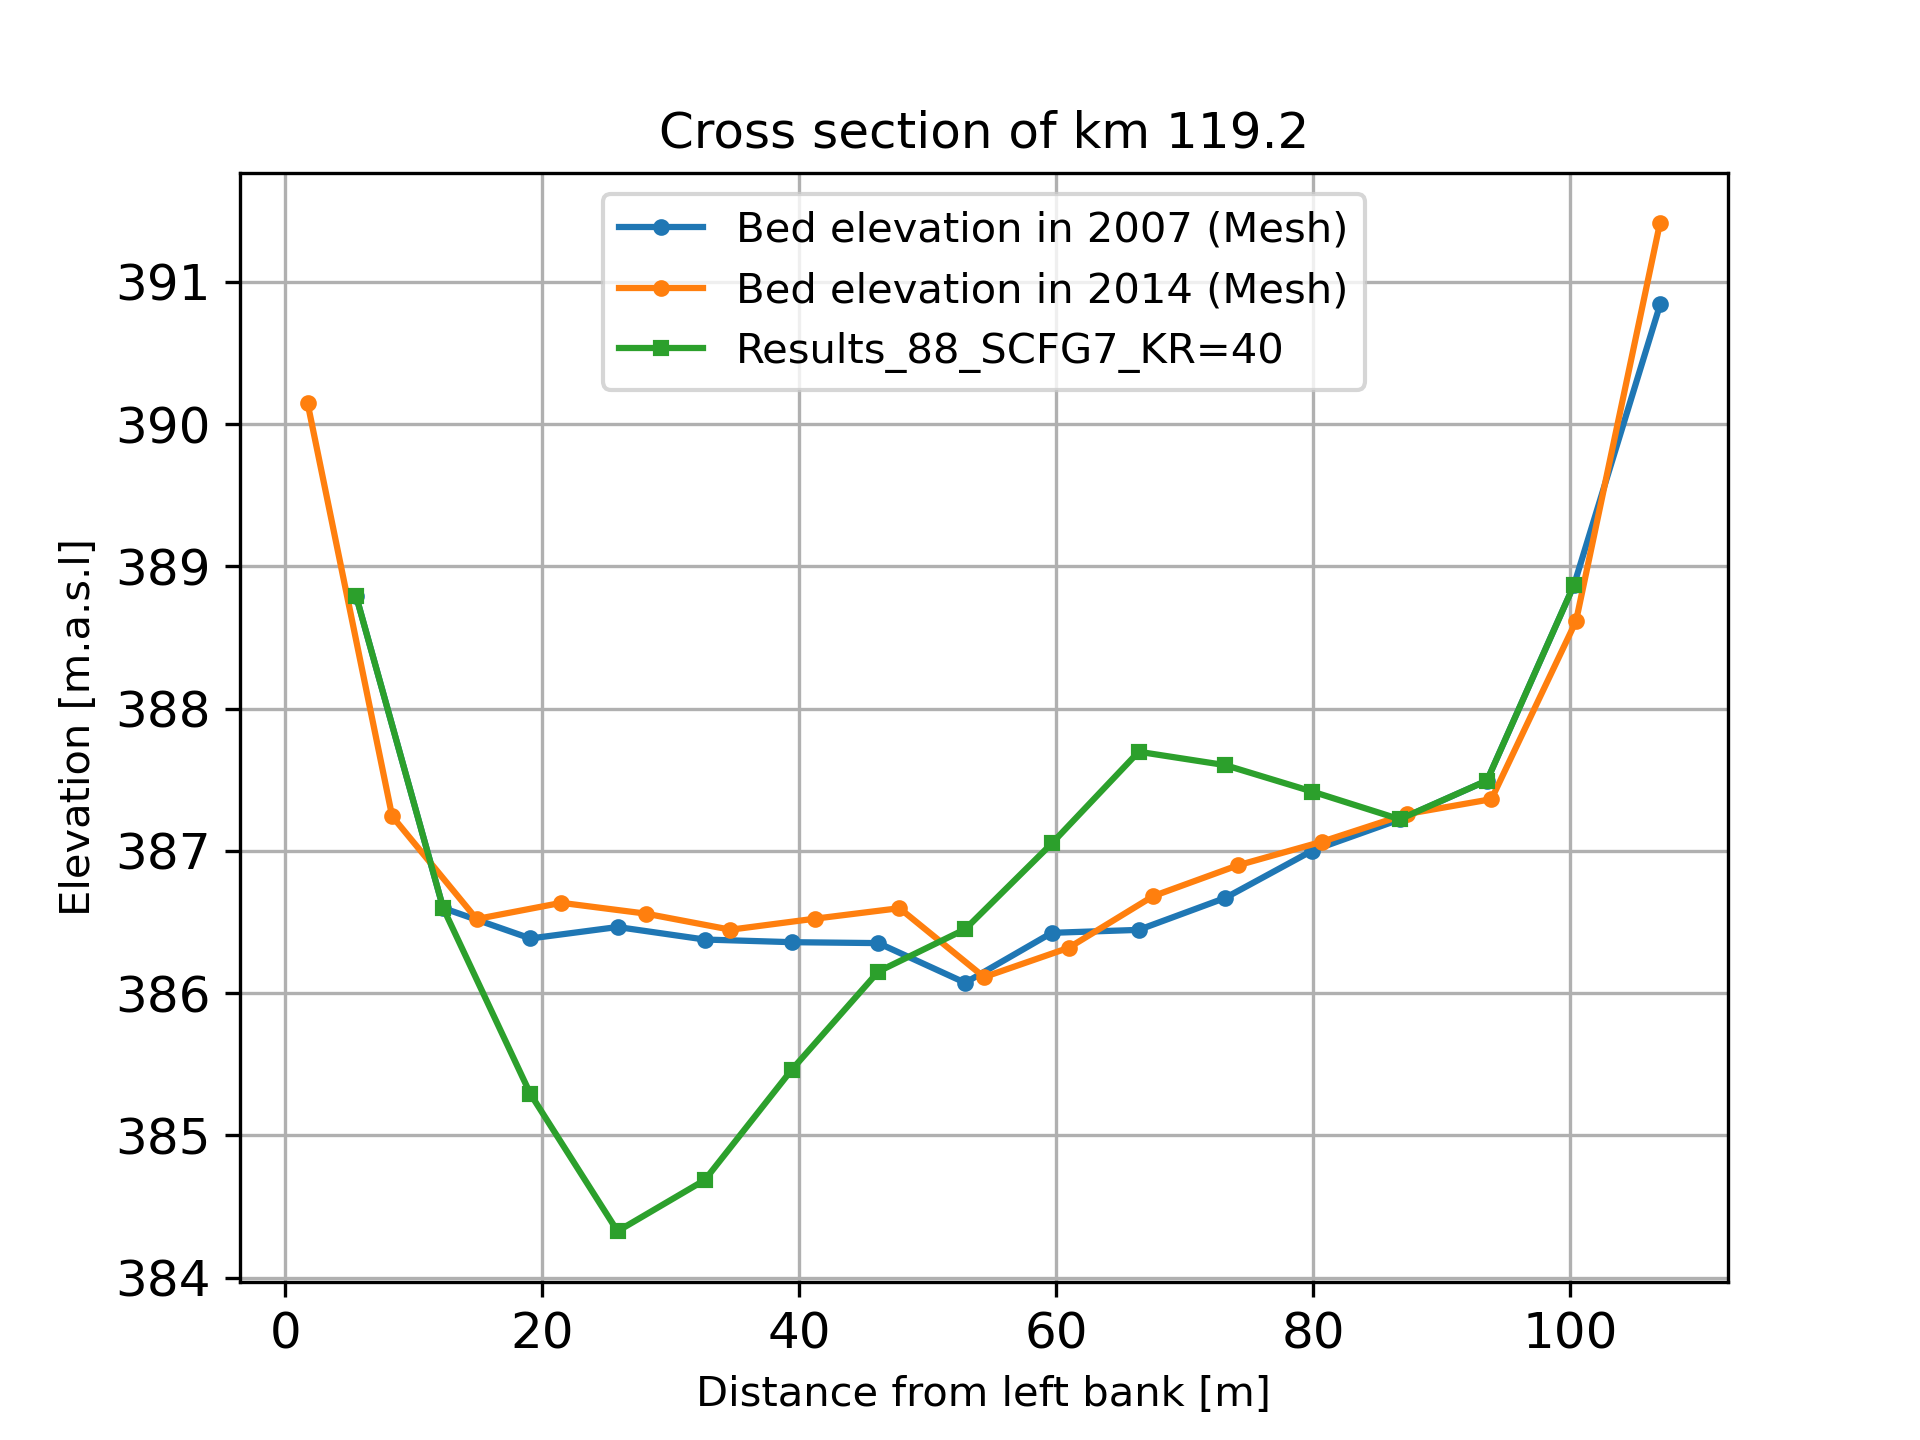 Cross section of km 119.2
Bed elevation in 2007 (Mesh)
Bed elevation in 2014 (Mesh)
Results_88_SCFG7_KR=40
Elevation [m.a.s.l]
391
390
389
388
387
386
385
384
0 20 40 60 80 100
Distance from left bank [m]